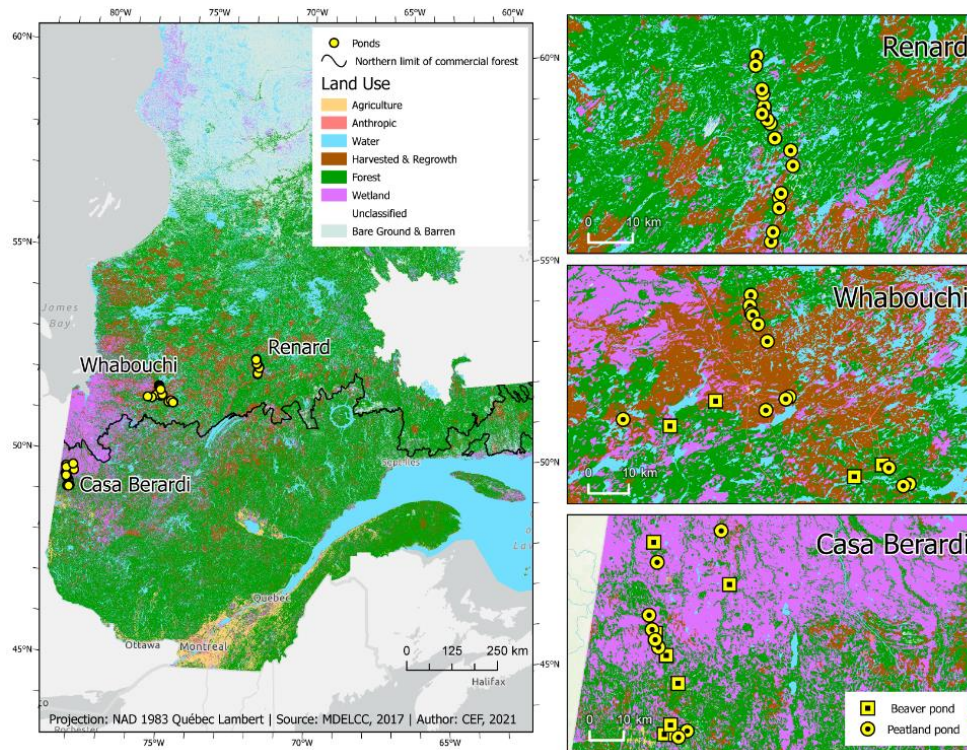 60°N
55°N
50°N
45°N
75°W
70°W
65°W
60°W
60°N
55°N
50°N
45°N
75°W
70°W
65°W
Ponds
Northern limit of commercial forest
Land Use
Agriculture
Anthropic
Water
Harvested & Regrowth
Forest
Wetland
Unclassified
Bare Ground & Barren
James
Bay
Whabouchi
Renard
Casa Berardi
Québec
Ottawa
Montréal
0 125 250 km
Halifax
Projection: NAD 1983 Québec Lambert | Source: MDELCC, 2017 | Author: CEF, 2021
Rochester
Renard
0 10 km
Whabouchi
0 10 km
Casa Berardi
0 10 km
Beaver pond
Peatland pond